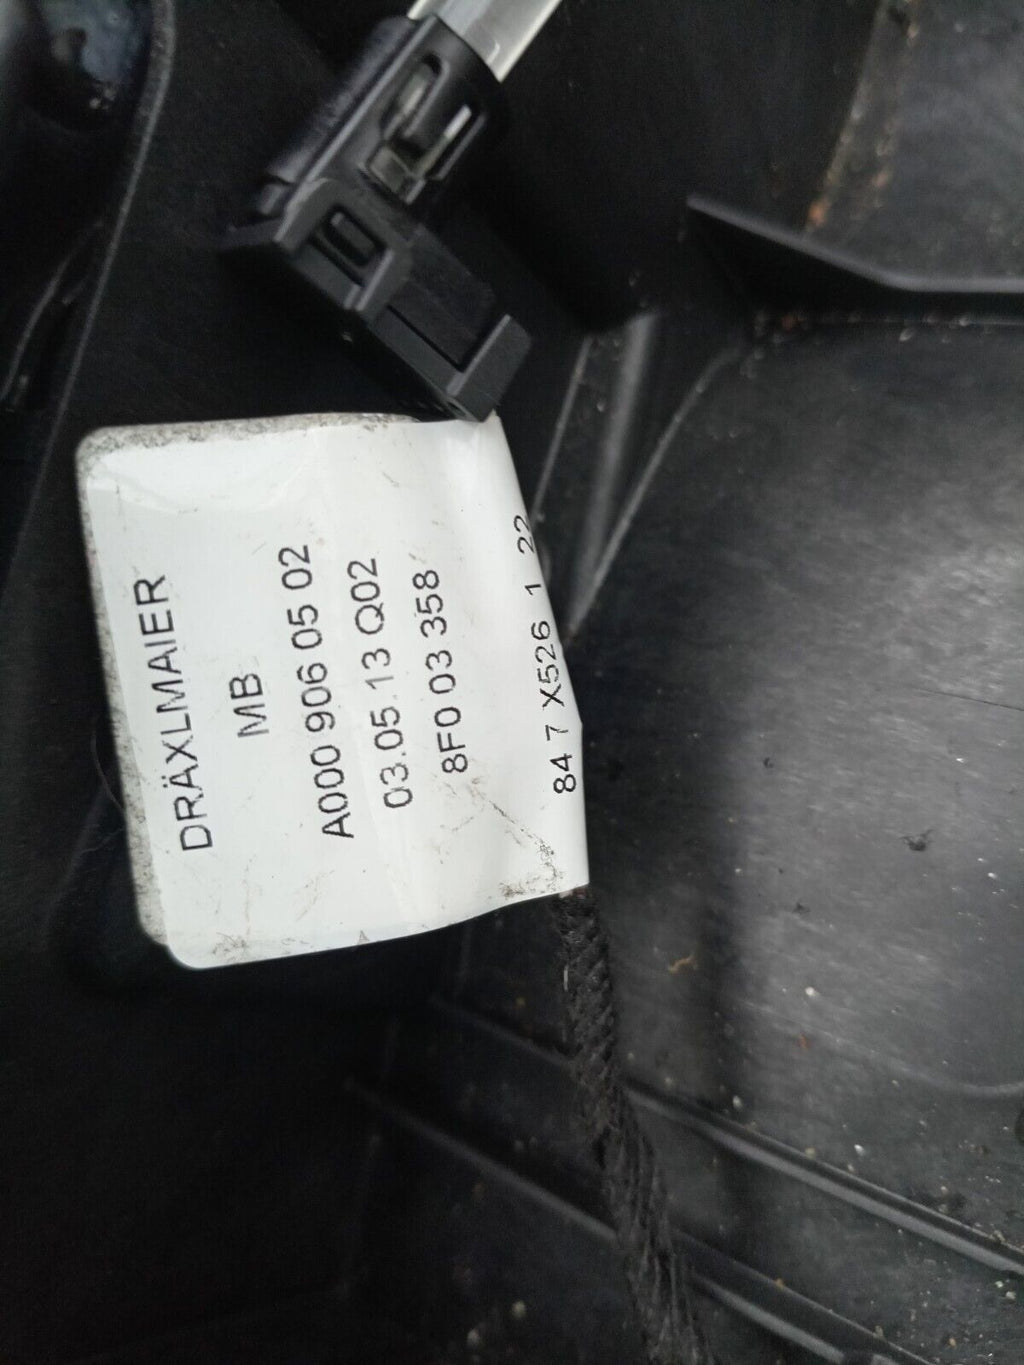 DRÄXLMAIER
MB
A000 906 05 02
03.05.13 Q02
8F0 03 358
84 7 X526 1 22